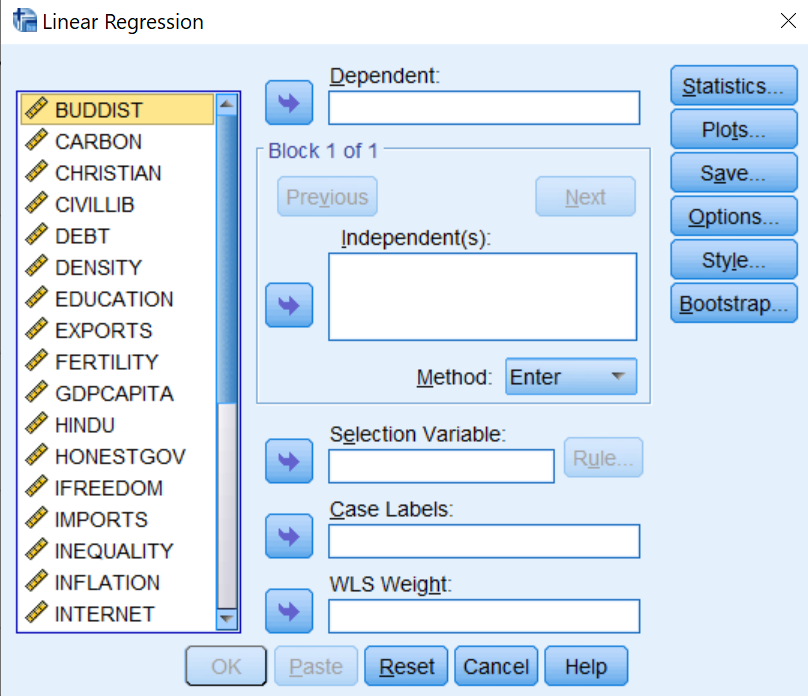 Linear Regression
BUDDIST
CARBON
CHRISTIAN
CIVILLIB
DEBT
DENSITY
EDUCATION
EXPORTS
FERTILITY
GDPCAPITA
HINDU
HONESTGOV
IFREEDOM
IMPORTS
INEQUALITY
INFLATION
INTERNET
Dependent:
Block 1 of 1
Previous Next
Independent(s):
Method: Enter
Selection Variable:
Rule...
Case Labels:
WLS Weight:
Statistics...
Plots...
Save...
Options...
Style...
Bootstrap...
OK Paste Reset Cancel Help